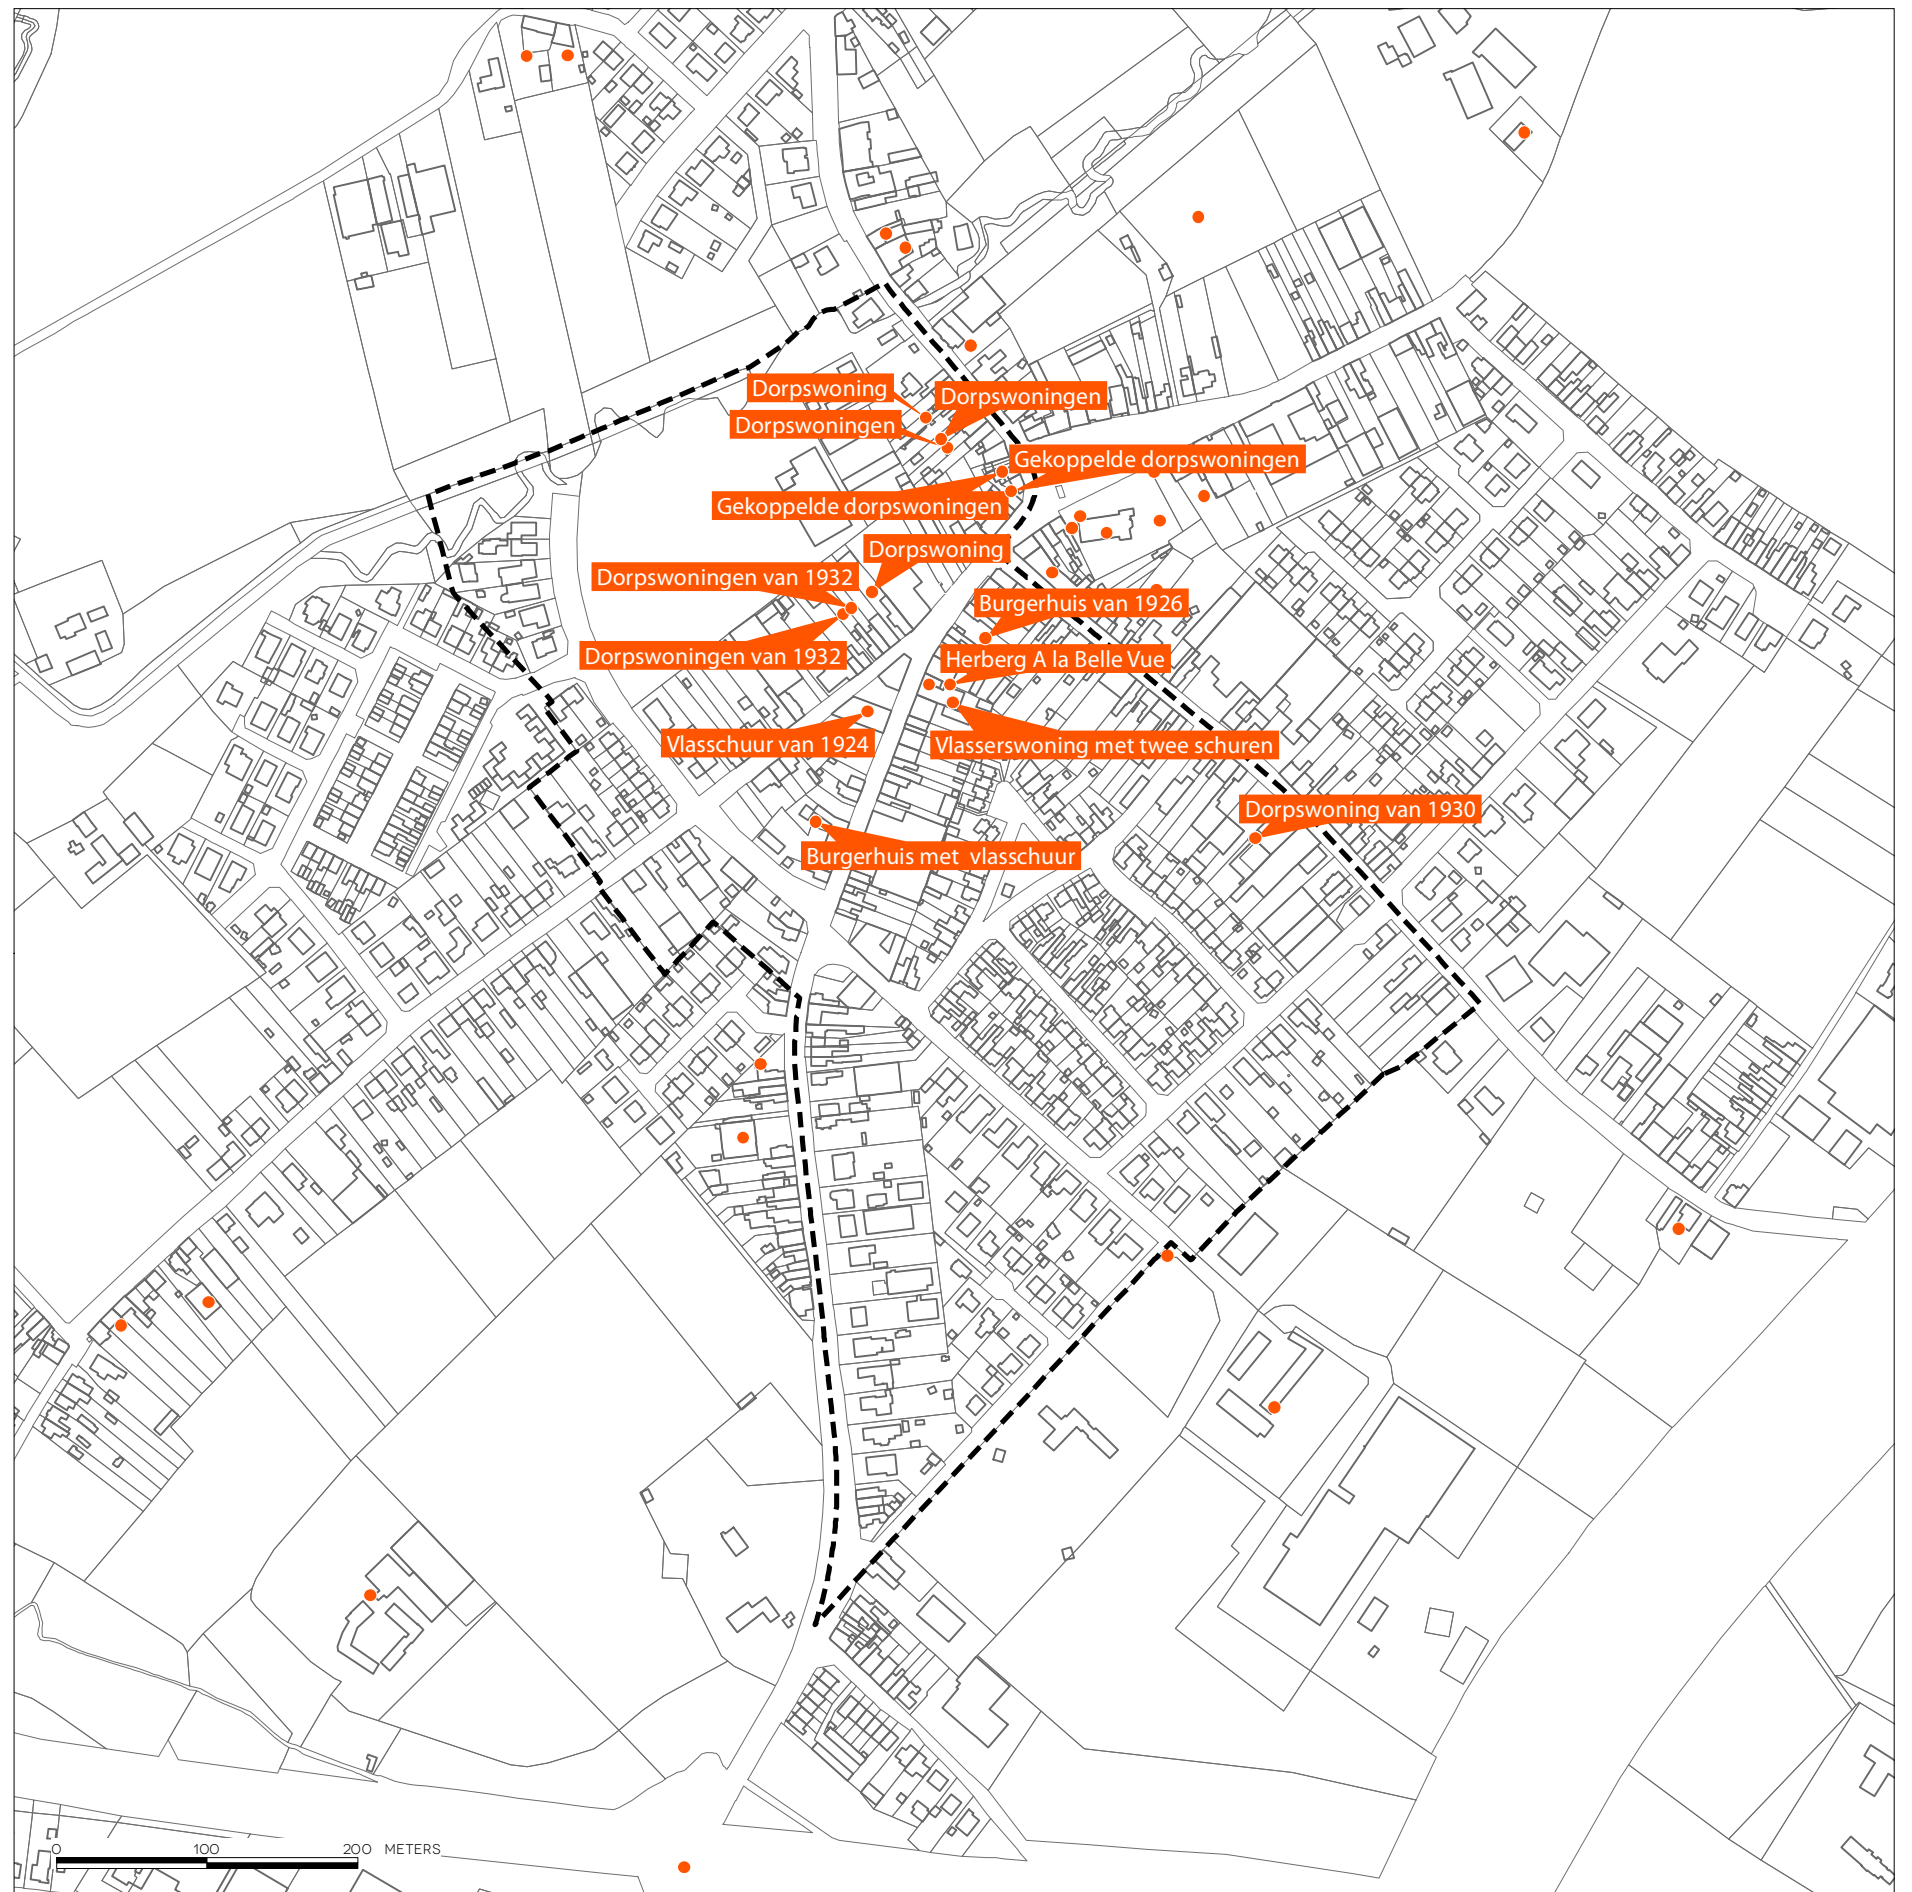 Dorpswoning
Dorpswoningen
Dorpswoningen
Gekoppelde dorpswoningen
Gekoppelde dorpswoningen
Dorpswoning
Dorpswoningen van 1932
Burgerhuis van 1926
Dorpswoningen van 1932
Herberg A la Belle Vue
Vlasschuur van 1924
Vlasserswoning met twee schuren
Dorpswoning van 1930
Burgerhuis met vlasschuur
0 100 200 METERS